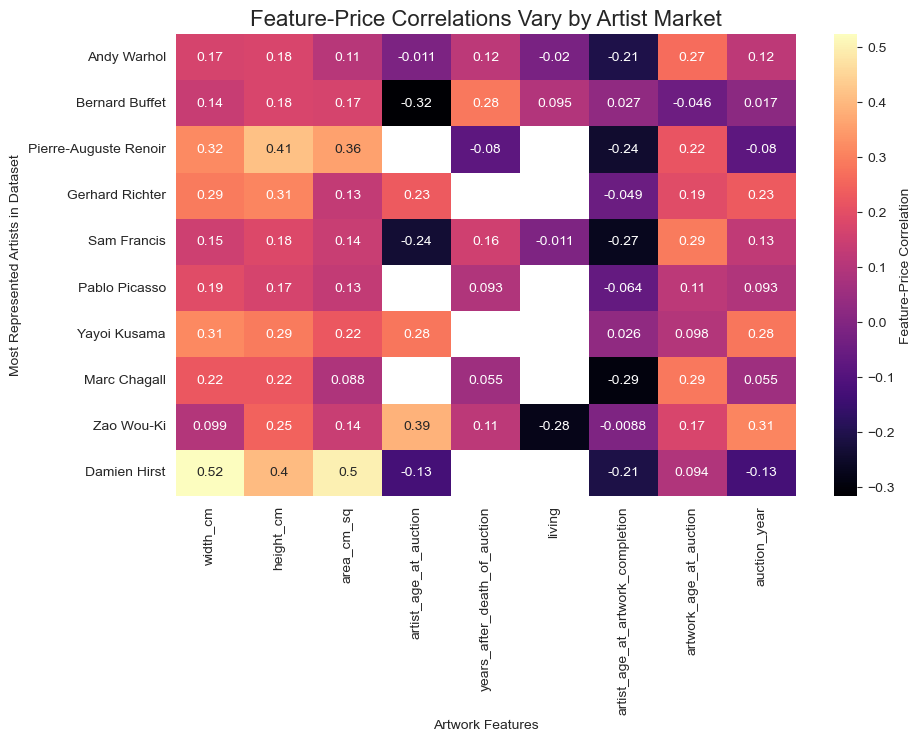 Feature-Price Correlations Vary by Artist Market
Most Represented Artists in Dataset
Andy Warhol 0.17 0.18 0.11 -0.011 0.12 -0.02 -0.21 0.27 0.12
Bernard Buffet 0.14 0.18 0.17 -0.32 0.28 0.095 0.027 -0.046 0.017
Pierre-Auguste Renoir 0.32 0.41 0.36 -0.08 -0.24 0.22 -0.08
Gerhard Richter 0.29 0.31 0.13 0.23 -0.049 0.19 0.23
Sam Francis 0.15 0.18 0.14 -0.24 0.16 -0.011 -0.27 0.29 0.13
Pablo Picasso 0.19 0.17 0.13 0.093 -0.064 0.11 0.093
Yayoi Kusama 0.31 0.29 0.22 0.28 0.026 0.098 0.28
Marc Chagall 0.22 0.22 0.088 0.055 -0.29 0.29 0.055
Zao Wou-Ki 0.099 0.25 0.14 0.39 0.11 -0.28 -0.0088 0.17 0.31
Damien Hirst 0.52 0.4 0.5 -0.13 -0.21 0.094 -0.13
width_cm
height_cm
area_cm_sq
artist_age_at_auction
years_after_death_of_auction
living
artist_age_at_artwork_completion
artwork_age_at_auction
auction_year
Artwork Features
0.5
0.4
0.3
0.2
0.1
0.0
−0.1
−0.2
−0.3
Feature-Price Correlation